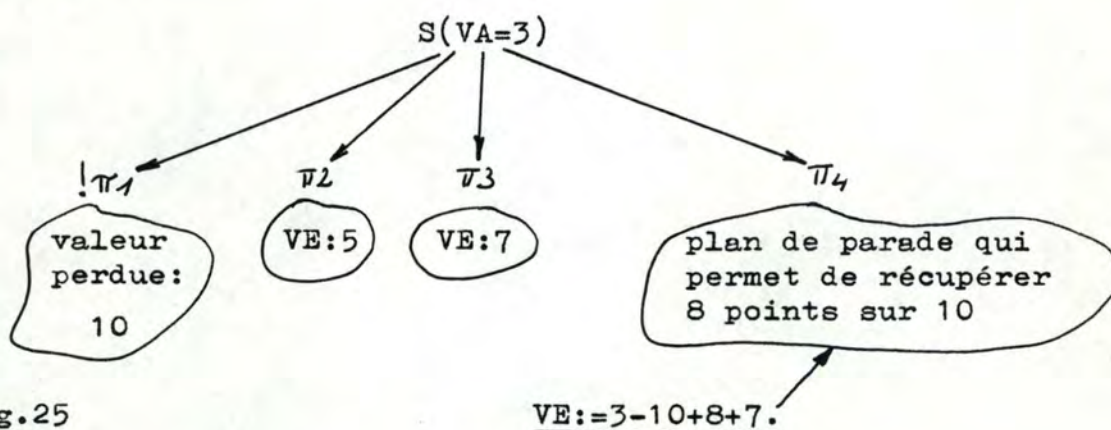 S(VA=3)
!π1 π2 π3 π4
valeur
perdue:
10
VE:5
VE:7
plan de parade qui
permet de récupérer
8 points sur 10
g.25
VE:=3-10+8+7.